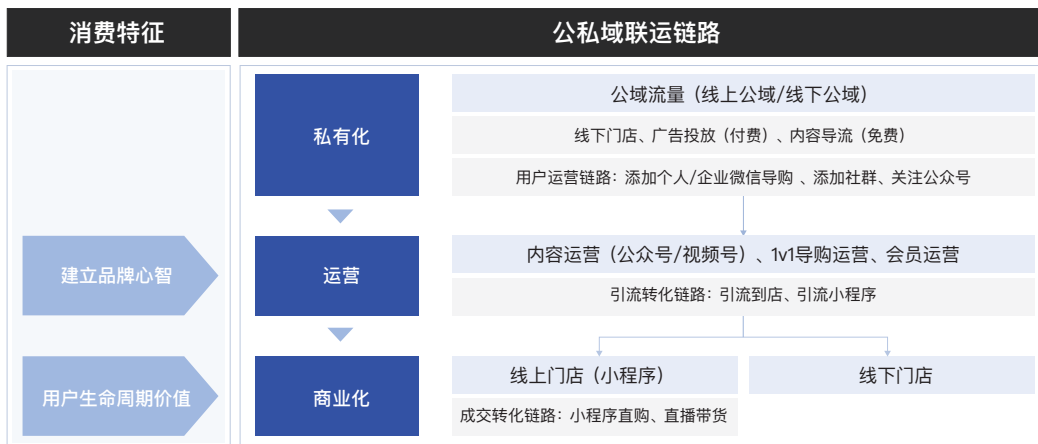 消费特征
公私域联运链路
私有化
公域流量（线上公域/线下公域）
线下门店、广告投放（付费）、内容导流（免费）
用户运营链路：添加个人/企业微信导购 、添加社群、关注公众号
建立品牌心智
运营
内容运营（公众号/视频号）、1v1导购运营、会员运营
引流转化链路：引流到店、引流小程序
用户生命周期价值
商业化
线上门店（小程序）
线下门店
成交转化链路：小程序直购、直播带货